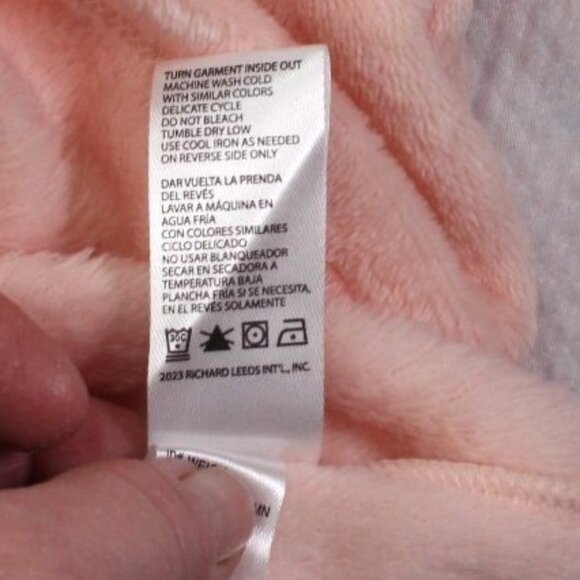 TURN GARMENT INSIDE OUT
MACHINE WASH COLD
WITH SIMILAR COLORS
DELICATE CYCLE
DO NOT BLEACH
TUMBLE DRY LOW
USE COOL IRON AS NEEDED
ON REVERSE SIDE ONLY
DAR VUELTA LA PRENDA
DEL REVÉS
LAVAR A MÁQUINA EN
AGUA FRÍA
CON COLORES SIMILARES
CICLO DELICADO
NO USAR BLANQUEADOR
SECAR EN SECADORA A
TEMPERATURA BAJA
PLANCHA FRÍA SI SE NECESITA,
EN EL REVÉS SOLAMENTE
30C
2023 RICHARD LEEDS INT'L., INC.